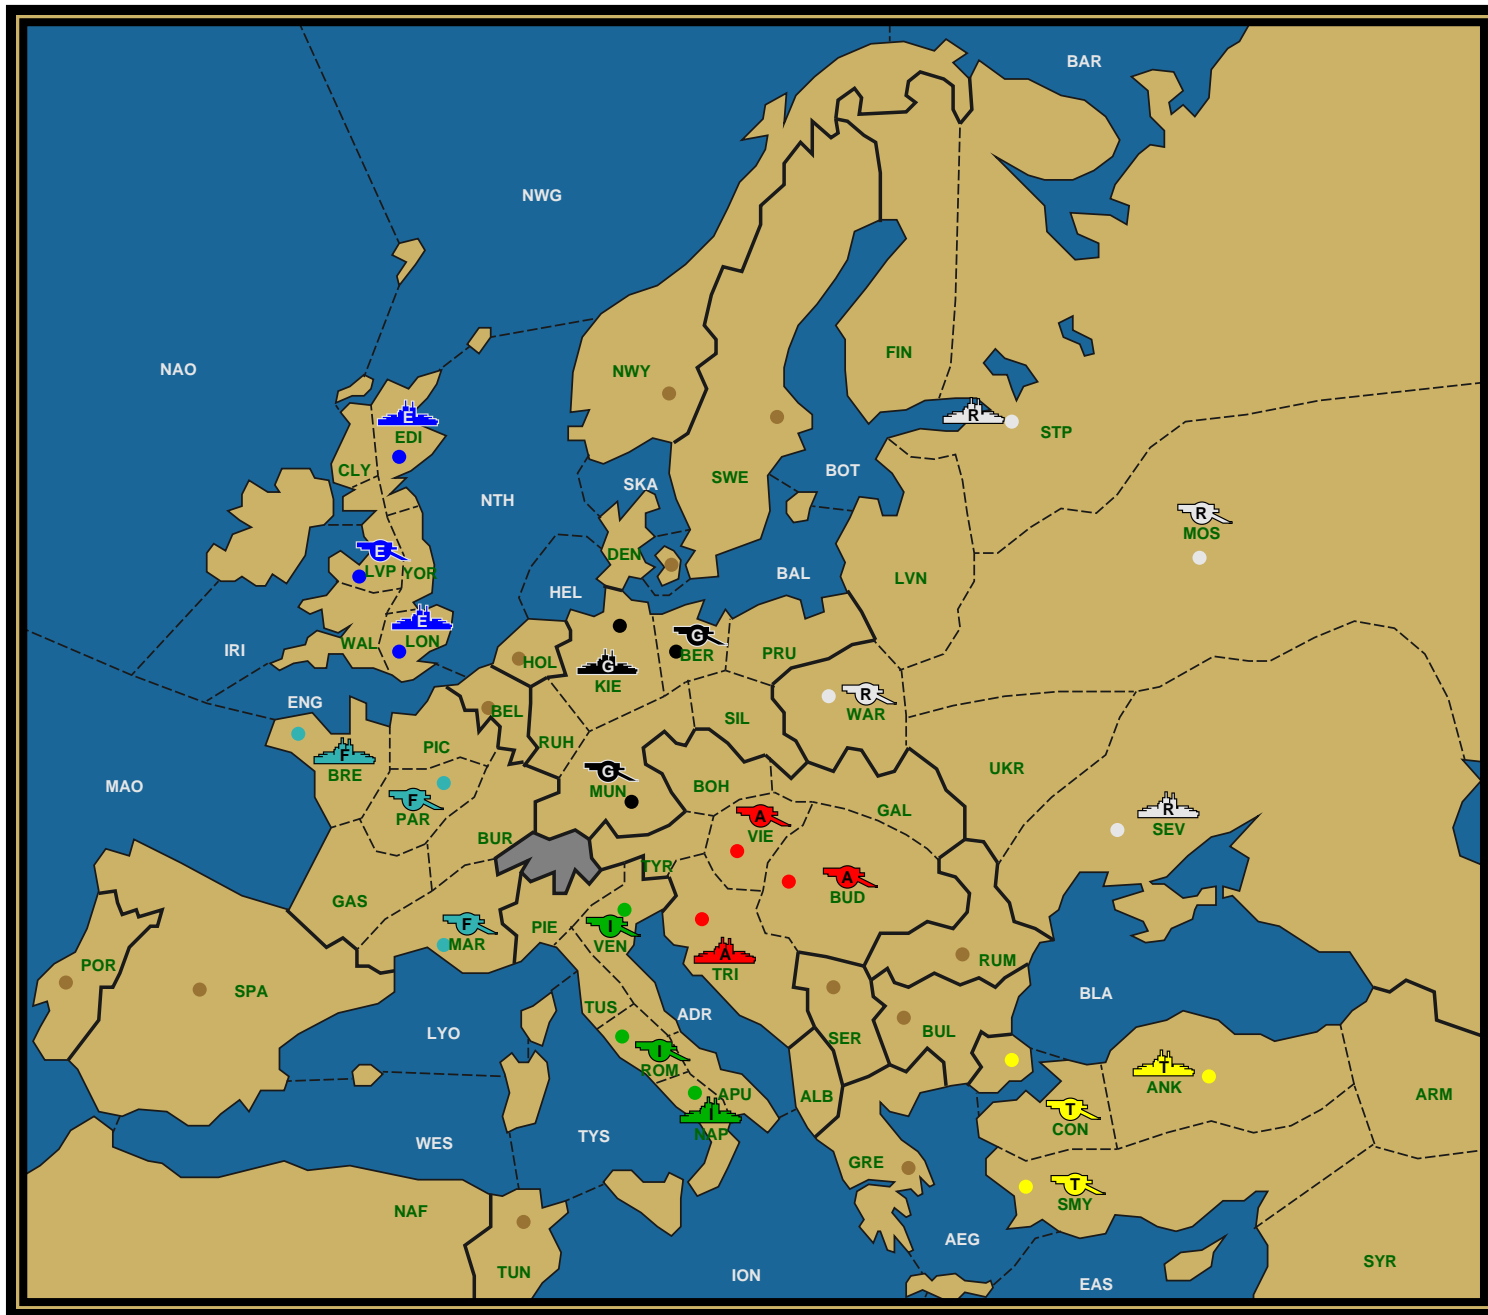 BAR
NWG
NAO
FIN
NWY
E
R
EDI
STP
CLY
SWE
BOT
SKA
NTH
R
MOS
E
DEN
LVP
YOR
BAL
LVN
HEL
E
G
LON
WAL
IRI
BER
PRU
HOL
G
KIE
R
WAR
ENG
BEL
SIL
RUH
PIC
F
BRE
UKR
G
MUN
BOH
MAO
F
PAR
R
SEV
GAL
A
VIE
BUR
TYR
A
BUD
GAS
F
MAR
PIE
I
VEN
A
TRI
RUM
POR
SPA
BLA
TUS
ADR
LYO
BUL
SER
I
ROM
T
ANK
APU
ALB
ARM
I
NAP
T
CON
WES
TYS
GRE
T
SMY
NAF
AEG
SYR
TUN
ION
EAS